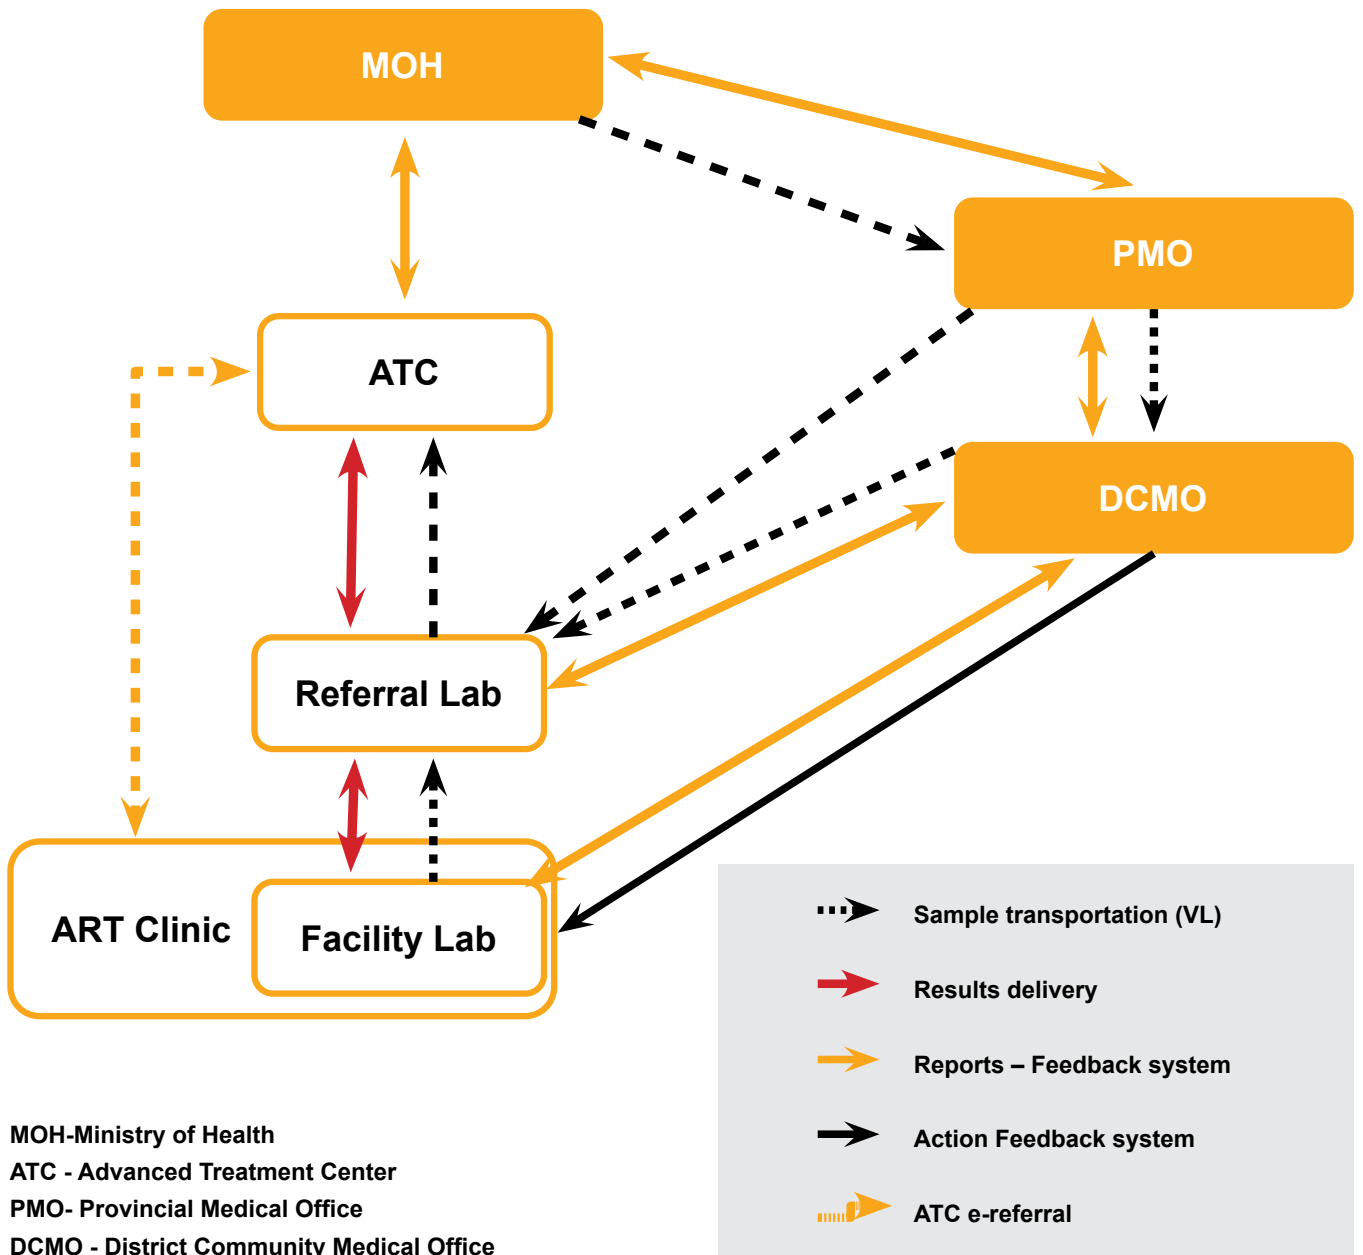 MOH
PMO
ATC
DCMO
Referral Lab
ART Clinic
Facility Lab
Sample transportation (VL)
Results delivery
Reports – Feedback system
Action Feedback system
ATC e-referral
MOH-Ministry of Health
ATC - Advanced Treatment Center
PMO- Provincial Medical Office
DCMO - District Community Medical Office